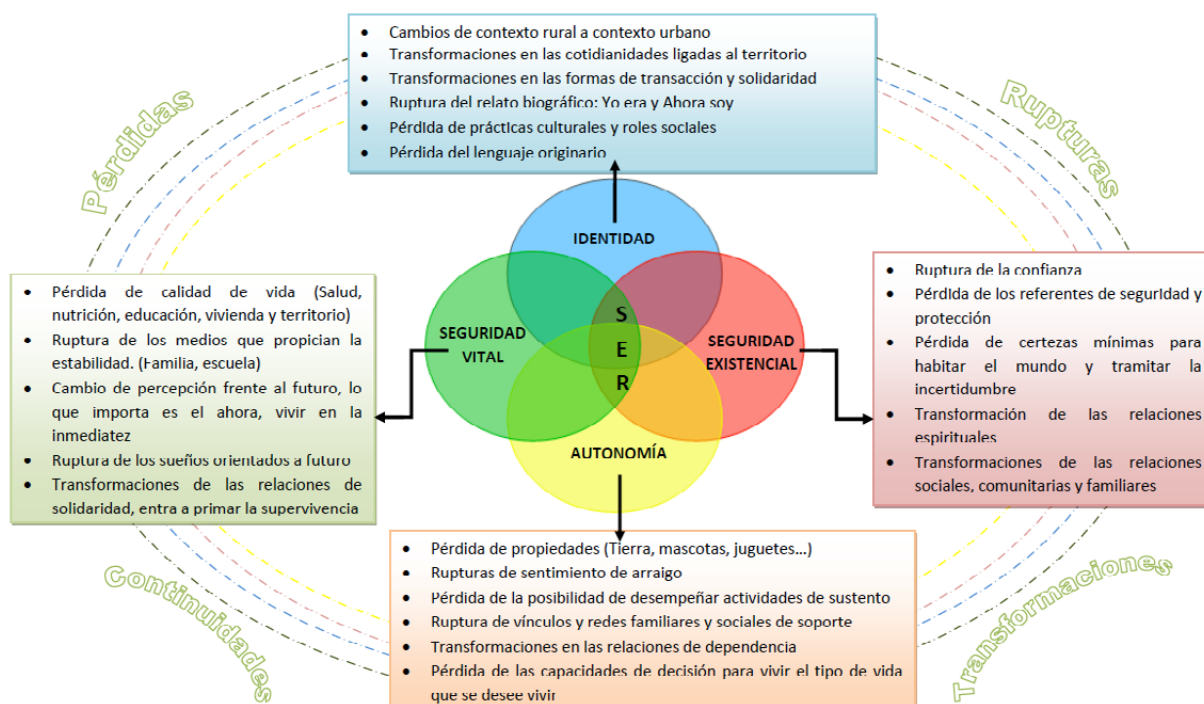 • Cambios de contexto rural a contexto urbano
• Transformaciones en las cotidianidades ligadas al territorio
• Transformaciones en las formas de transacción y solidaridad
• Ruptura del relato biográfico: Yo era y Ahora soy
• Pérdida de prácticas culturales y roles sociales
• Pérdida del lenguaje originario
Pérdidas
Rupturas
IDENTIDAD
SEGURIDAD
VITAL
S
E
R
SEGURIDAD
EXISTENCIAL
AUTONOMÍA
• Pérdida de calidad de vida (Salud,
nutrición, educación, vivienda y territorio)
• Ruptura de los medios que propician la
estabilidad. (Familia, escuela)
• Cambio de percepción frente al futuro, lo
que importa es el ahora, vivir en la
inmediatez
• Ruptura de los sueños orientados a futuro
• Transformaciones de las relaciones de
solidaridad, entra a primar la supervivencia
• Ruptura de la confianza
• Pérdida de los referentes de seguridad y
protección
• Pérdida de certezas mínimas para
habitar el mundo y tramitar la
incertidumbre
• Transformación de las relaciones
espirituales
• Transformaciones de las relaciones
sociales, comunitarias y familiares
• Pérdida de propiedades (Tierra, mascotas, juguetes...)
• Rupturas de sentimiento de arraigo
• Pérdida de la posibilidad de desempeñar actividades de sustento
• Ruptura de vínculos y redes familiares y sociales de soporte
• Transformaciones en las relaciones de dependencia
• Pérdida de las capacidades de decisión para vivir el tipo de vida
que se desee vivir
Continuidades
Transformaciones